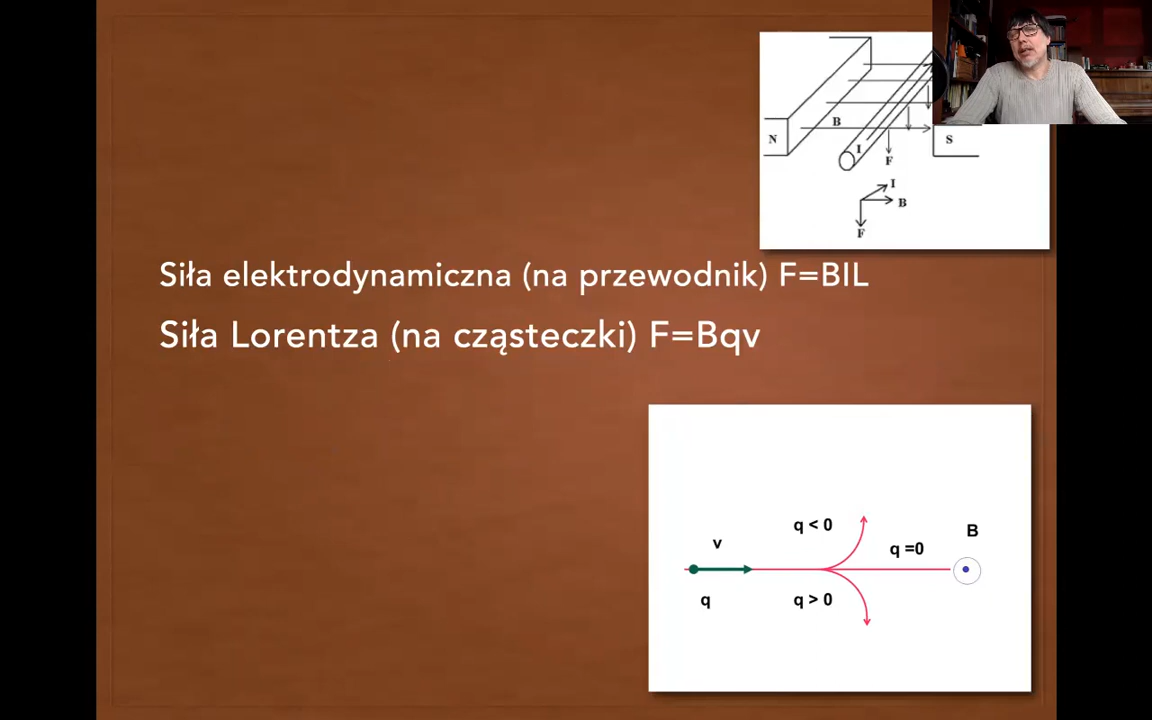 B
N
I
S
F
I
B
F
Siła elektrodynamiczna (na przewodnik) F=BIL
Siła Lorentza (na cząsteczki) F=Bqv
q < 0
B
v
q =0
q
q > 0